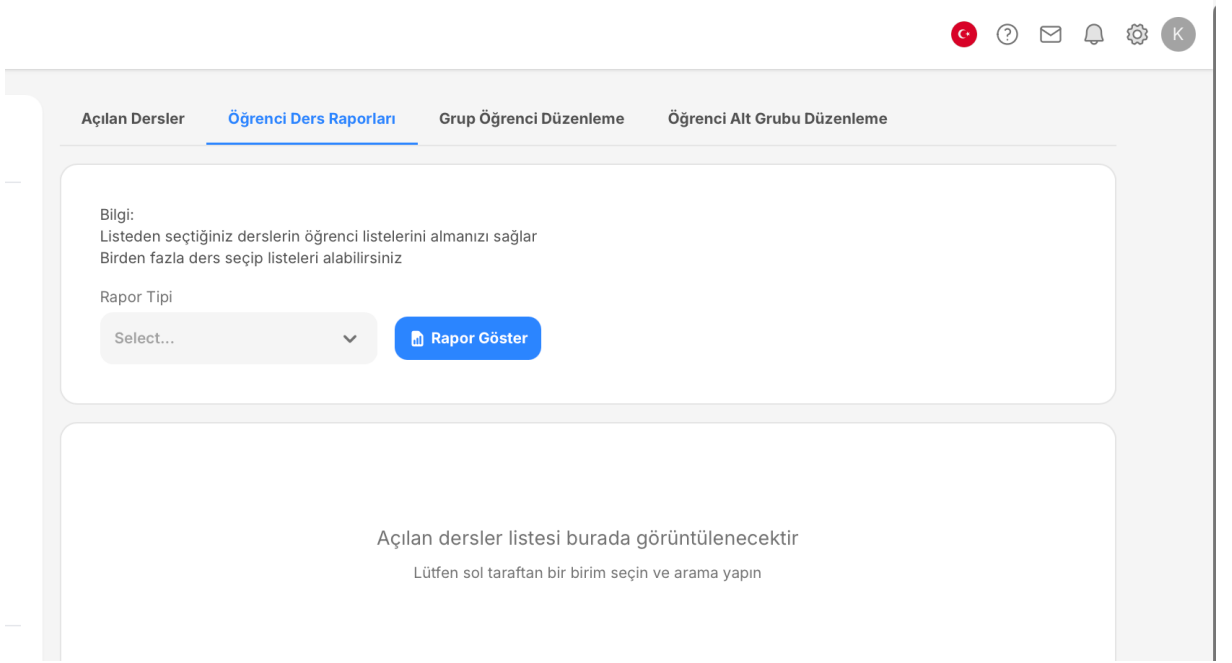 K
Açılan Dersler
Öğrenci Ders Raporları
Grup Öğrenci Düzenleme
Öğrenci Alt Grubu Düzenleme
Bilgi:
Listeden seçtiğiniz derslerin öğrenci listelerini almanızı sağlar
Birden fazla ders seçip listeleri alabilirsiniz
Rapor Tipi
Select...
Rapor Göster
Açılan dersler listesi burada görüntülenecektir
Lütfen sol taraftan bir birim seçin ve arama yapın